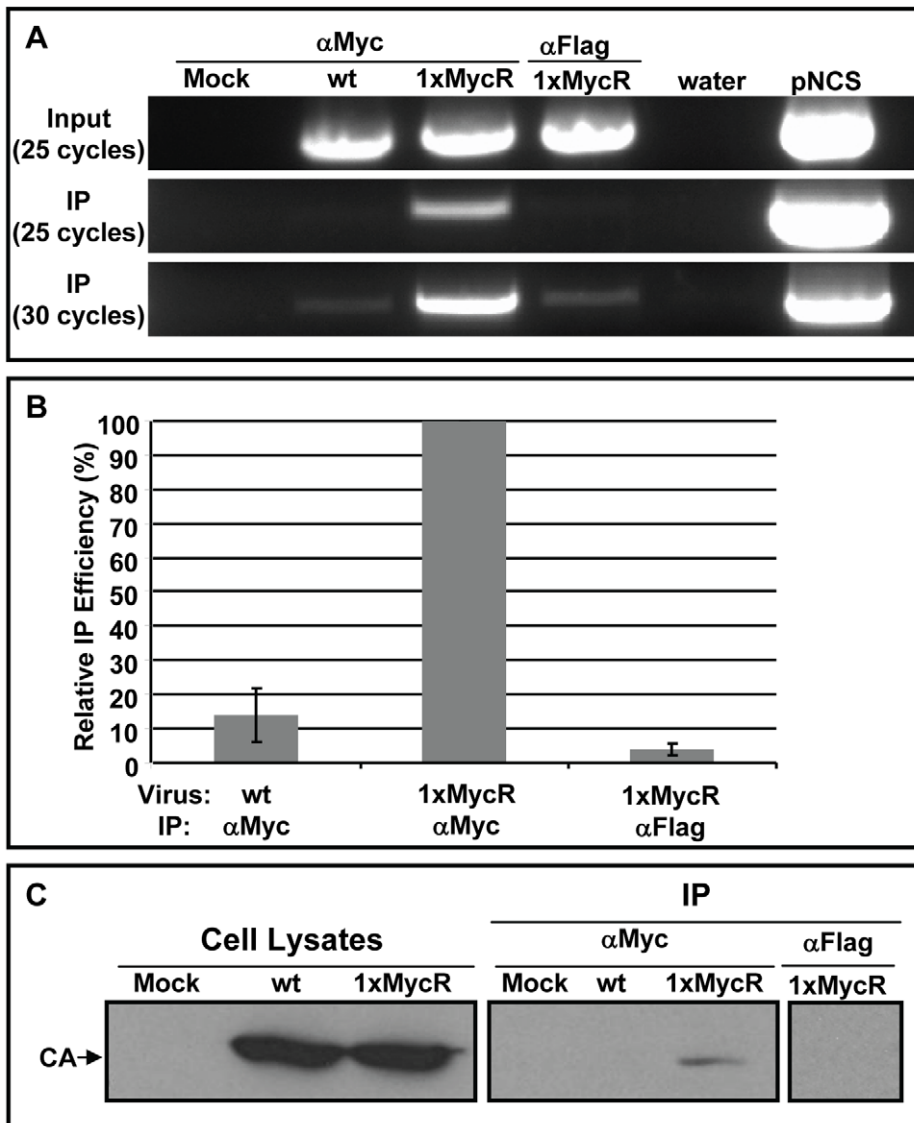 A
αMyc αFlag
Mock wt 1xMycR 1xMycR water pNCS
Input
(25 cycles)
IP
(25 cycles)
IP
(30 cycles)
B
Relative IP Efficiency (%)
100
90
80
70
60
50
40
30
20
10
0
Virus: wt 1xMycR 1xMycR
IP: αMyc αMyc αFlag
C
IP
Cell Lysates αMyc αFlag
Mock wt 1xMycR Mock wt 1xMycR 1xMycR
CA